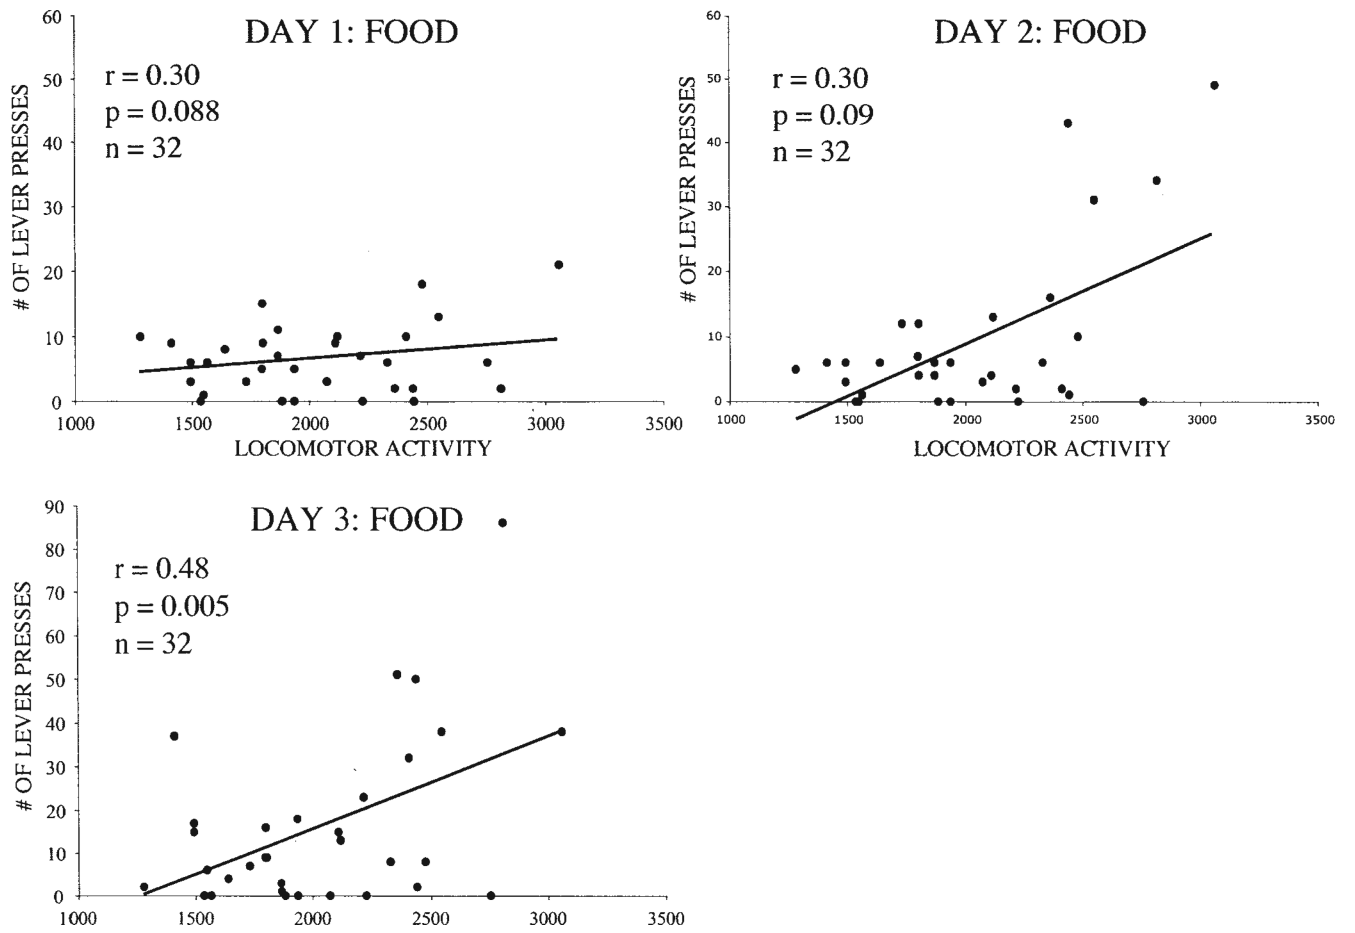 DAY 1: FOOD
r = 0.30
p = 0.088
n = 32
# OF LEVER PRESSES
60
50
40
30
20
10
0
1000 1500 2000 2500 3000 3500
LOCOMOTOR ACTIVITY
DAY 2: FOOD
r = 0.30
p = 0.09
n = 32
# OF LEVER PRESSES
60
50
40
30
20
10
0
1000 1500 2000 2500 3000 3500
LOCOMOTOR ACTIVITY
DAY 3: FOOD
r = 0.48
p = 0.005
n = 32
# OF LEVER PRESSES
90
80
70
60
50
40
30
20
10
0
1000 1500 2000 2500 3000 3500